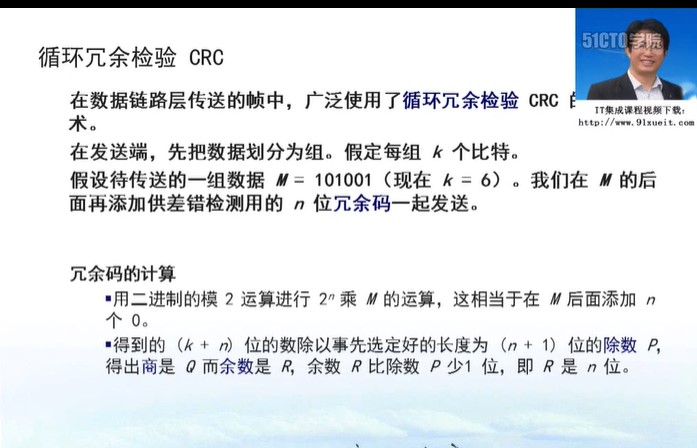 51CTO学院
循环冗余检验 CRC
IT集成课程视频下载:
http://www.91xueit.com
在数据链路层传送的帧中，广泛使用了循环冗余检验 CRC 的
术。
在发送端，先把数据划分为组。假定每组 k 个比特。
假设待传送的一组数据 M = 101001（现在 k = 6）。我们在 M 的后
面再添加供差错检测用的 n 位冗余码一起发送。
冗余码的计算
▪用二进制的模 2 运算进行 2ⁿ 乘 M 的运算，这相当于在 M 后面添加 n
个 0。
▪得到的 (k + n) 位的数除以事先选定好的长度为 (n + 1) 位的除数 P，
得出商是 Q 而余数是 R，余数 R 比除数 P 少1 位，即 R 是 n 位。